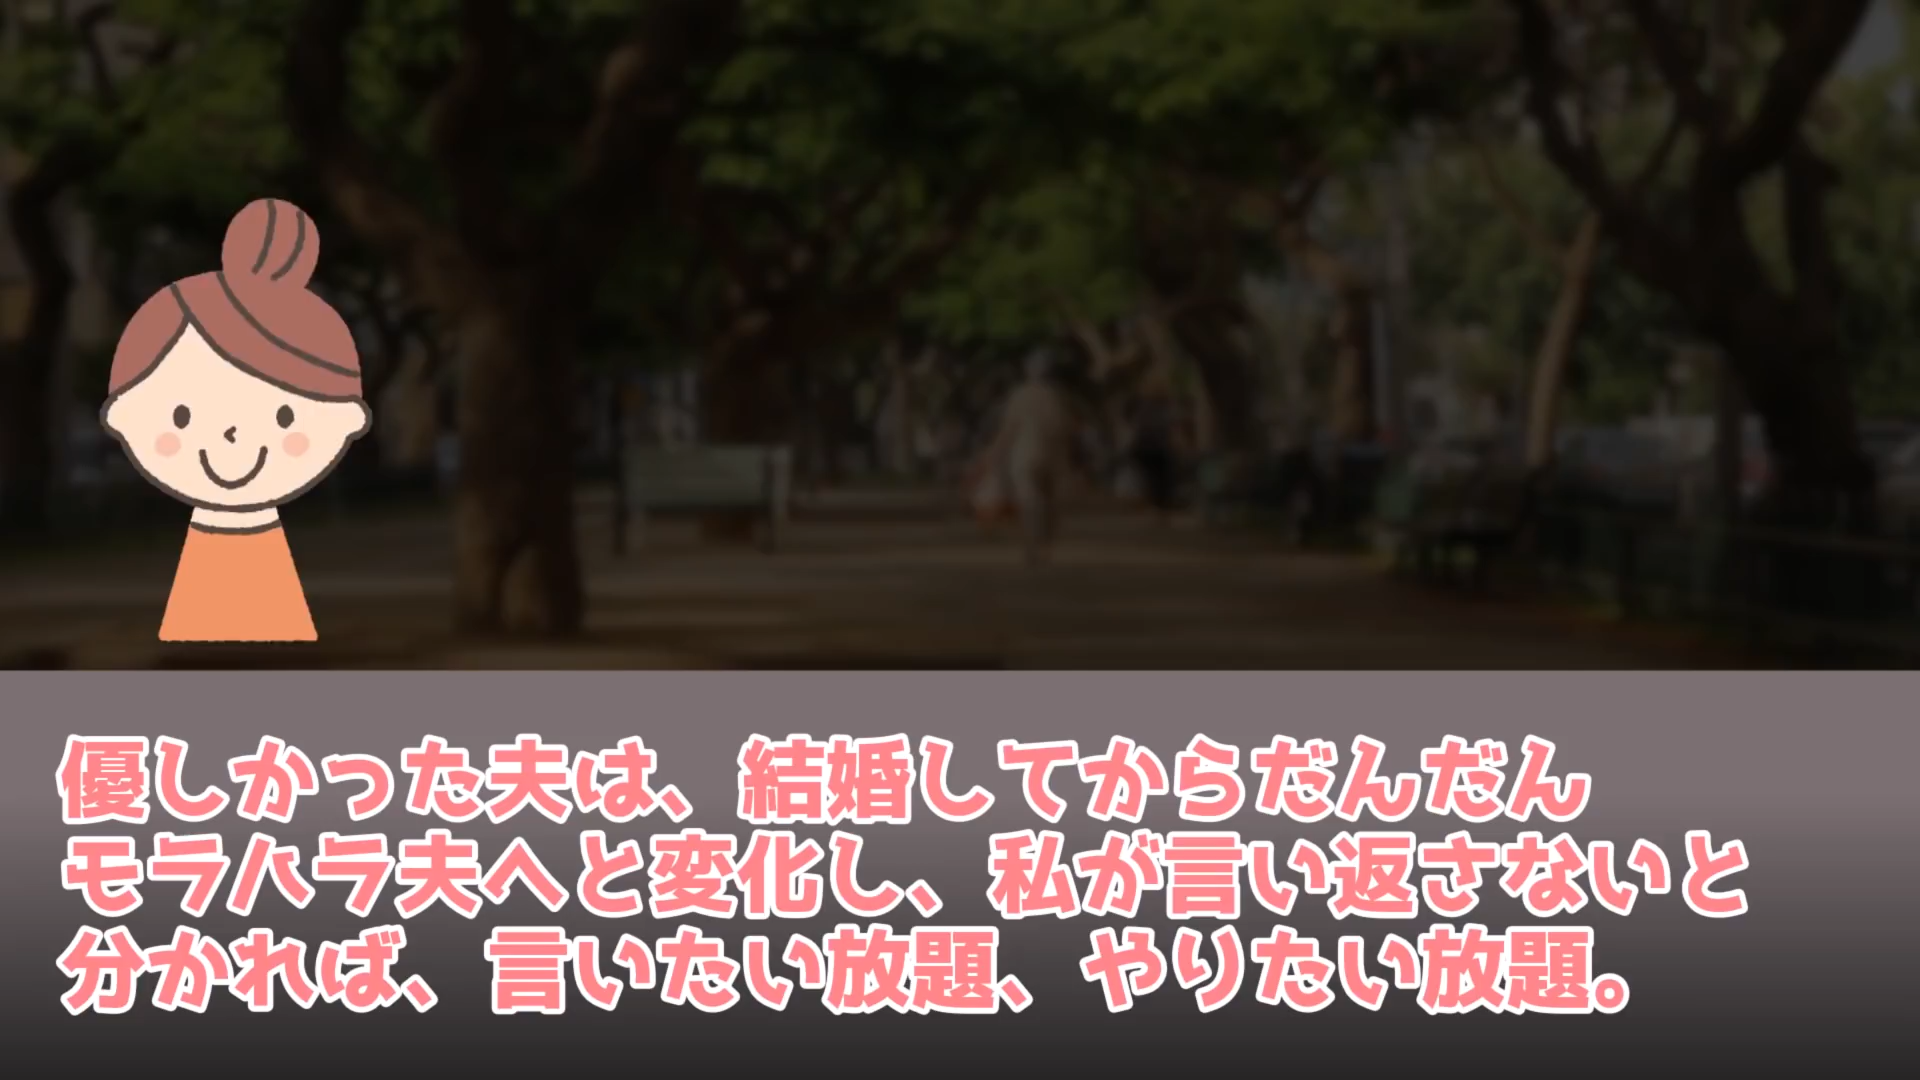 優しかった夫は、結婚してからだんだん
モラハラ夫へと変化し、私が言い返さないと
分かれば、言いたい放題、やりたい放題。